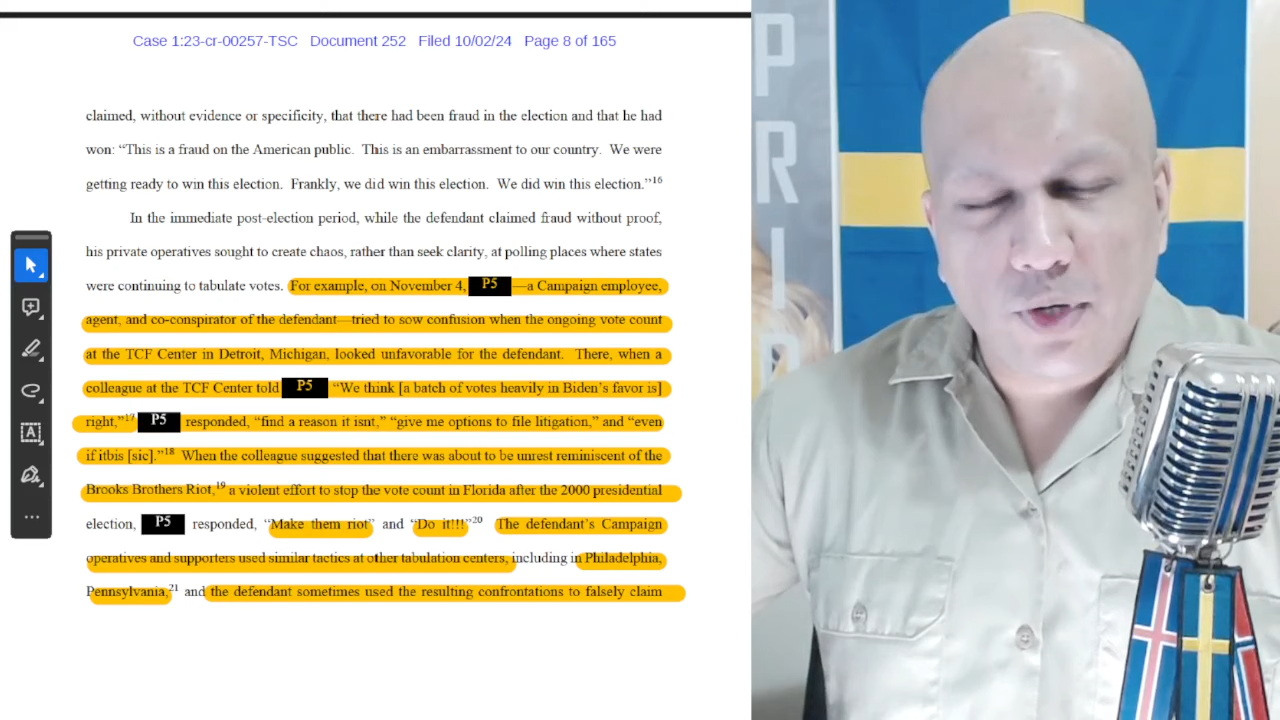 Case 1:23-cr-00257-TSC Document 252 Filed 10/02/24 Page 8 of 165
claimed, without evidence or specificity, that there had been fraud in the election and that he had
won: “This is a fraud on the American public. This is an embarrassment to our country. We were
getting ready to win this election. Frankly, we did win this election. We did win this election.”16
In the immediate post-election period, while the defendant claimed fraud without proof,
his private operatives sought to create chaos, rather than seek clarity, at polling places where states
were continuing to tabulate votes. For example, on November 4, P5—a Campaign employee,
agent, and co-conspirator of the defendant—tried to sow confusion when the ongoing vote count
at the TCF Center in Detroit, Michigan, looked unfavorable for the defendant. There, when a
colleague at the TCF Center told P5 “We think [a batch of votes heavily in Biden’s favor is]
right,”17 P5 responded, “find a reason it isnt,” “give me options to file litigation,” and “even
if itbis [sic].”18 When the colleague suggested that there was about to be unrest reminiscent of the
Brooks Brothers Riot,19 a violent effort to stop the vote count in Florida after the 2000 presidential
election, P5 responded, “Make them riot” and “Do it!!!”20 The defendant’s Campaign
operatives and supporters used similar tactics at other tabulation centers, including in Philadelphia,
Pennsylvania,21 and the defendant sometimes used the resulting confrontations to falsely claim
A
P
R
I